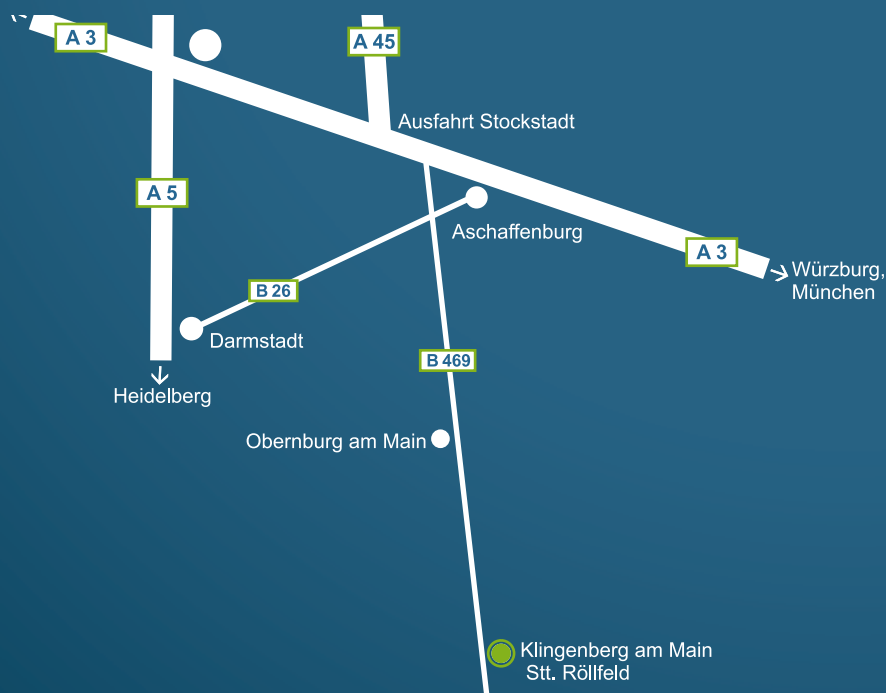 A 3
A 45
Ausfahrt Stockstadt
A 5
Aschaffenburg
A 3
Würzburg,
München
B 26
Darmstadt
B 469
Heidelberg
Obernburg am Main
Klingenberg am Main
Stt. Röllfeld